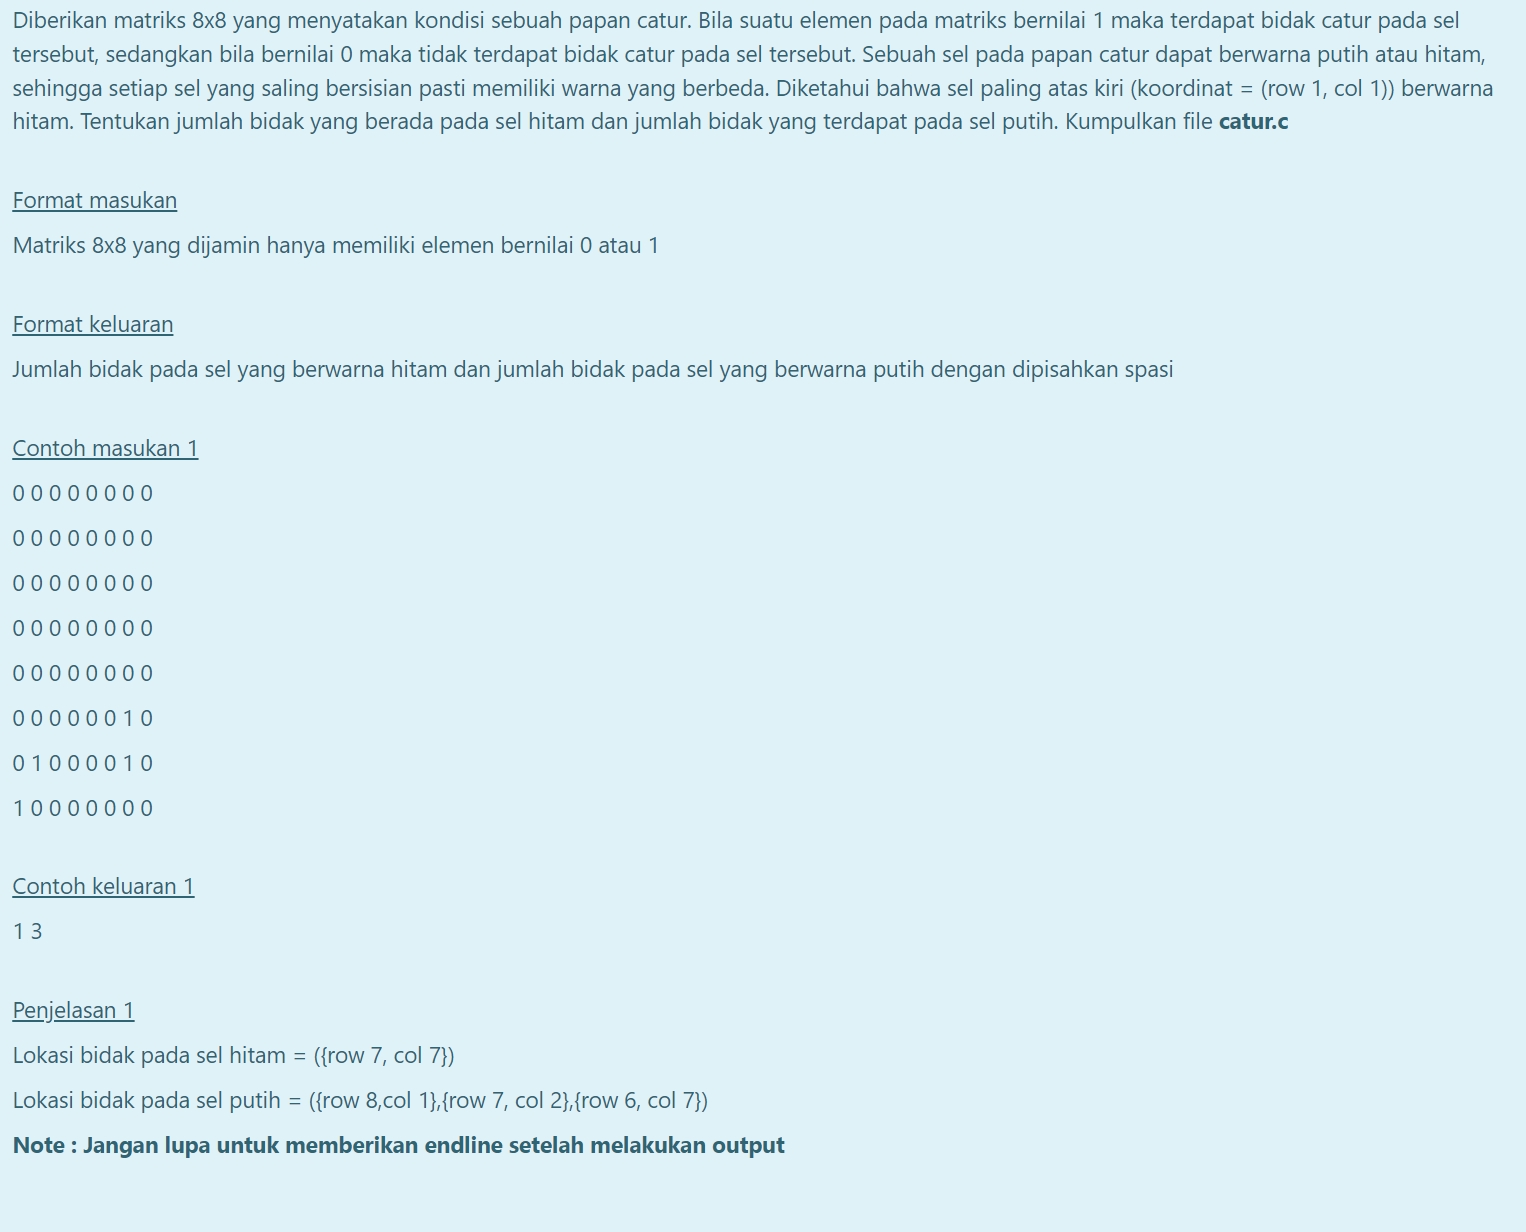 Diberikan matriks 8x8 yang menyatakan kondisi sebuah papan catur. Bila suatu elemen pada matriks bernilai 1 maka terdapat bidak catur pada sel
tersebut, sedangkan bila bernilai 0 maka tidak terdapat bidak catur pada sel tersebut. Sebuah sel pada papan catur dapat berwarna putih atau hitam,
sehingga setiap sel yang saling bersisian pasti memiliki warna yang berbeda. Diketahui bahwa sel paling atas kiri (koordinat = (row 1, col 1)) berwarna
hitam. Tentukan jumlah bidak yang berada pada sel hitam dan jumlah bidak yang terdapat pada sel putih. Kumpulkan file catur.c
Format masukan
Matriks 8x8 yang dijamin hanya memiliki elemen bernilai 0 atau 1
Format keluaran
Jumlah bidak pada sel yang berwarna hitam dan jumlah bidak pada sel yang berwarna putih dengan dipisahkan spasi
Contoh masukan 1
0 0 0 0 0 0 0 0
0 0 0 0 0 0 0 0
0 0 0 0 0 0 0 0
0 0 0 0 0 0 0 0
0 0 0 0 0 0 0 0
0 0 0 0 0 0 1 0
0 1 0 0 0 0 1 0
1 0 0 0 0 0 0 0
Contoh keluaran 1
1 3
Penjelasan 1
Lokasi bidak pada sel hitam = ({row 7, col 7})
Lokasi bidak pada sel putih = ({row 8,col 1},{row 7, col 2},{row 6, col 7})
Note : Jangan lupa untuk memberikan endline setelah melakukan output